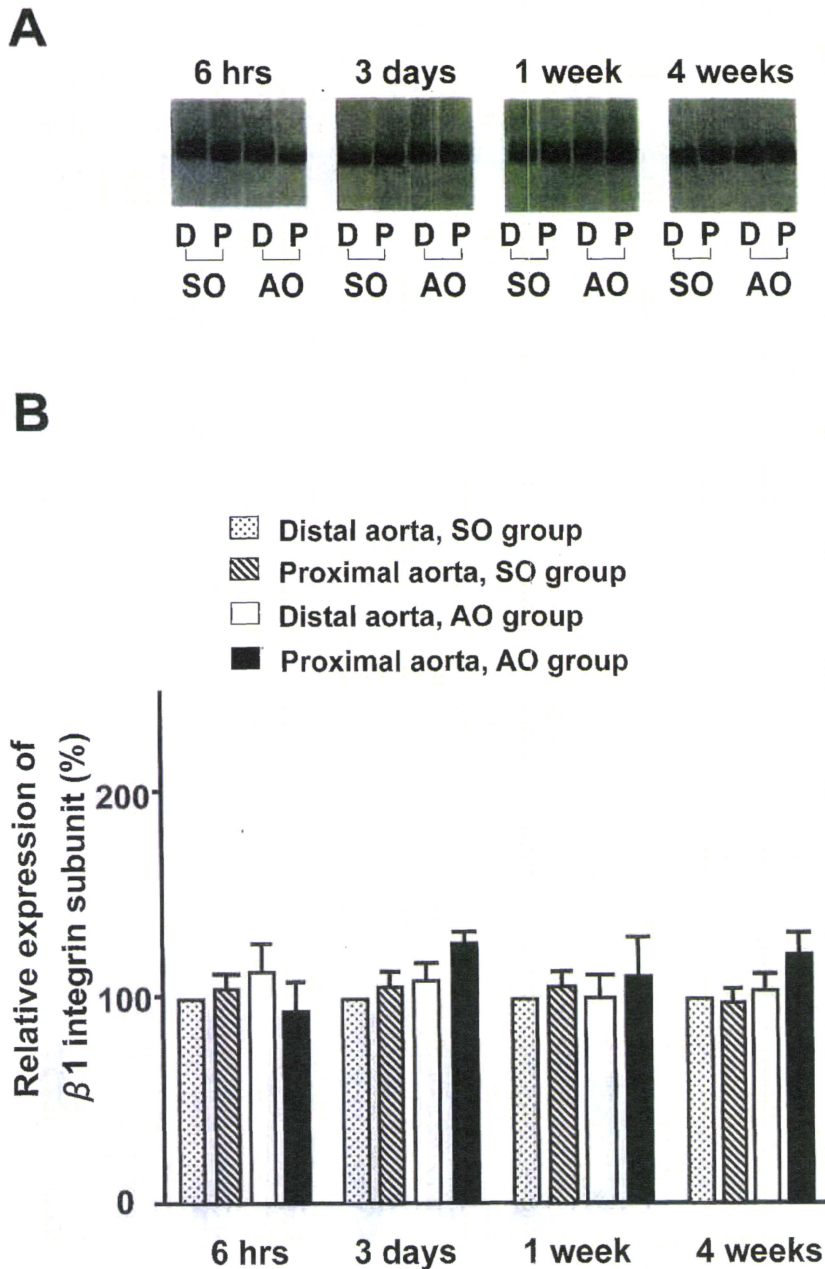 A
6 hrs 3 days 1 week 4 weeks
D P D P D P D P D P D P D P D P
SO AO SO AO SO AO SO AO
B
Distal aorta, SO group
Proximal aorta, SO group
Distal aorta, AO group
Proximal aorta, AO group
Relative expression of
β1 integrin subunit (%)
200
100
0
6 hrs 3 days 1 week 4 weeks